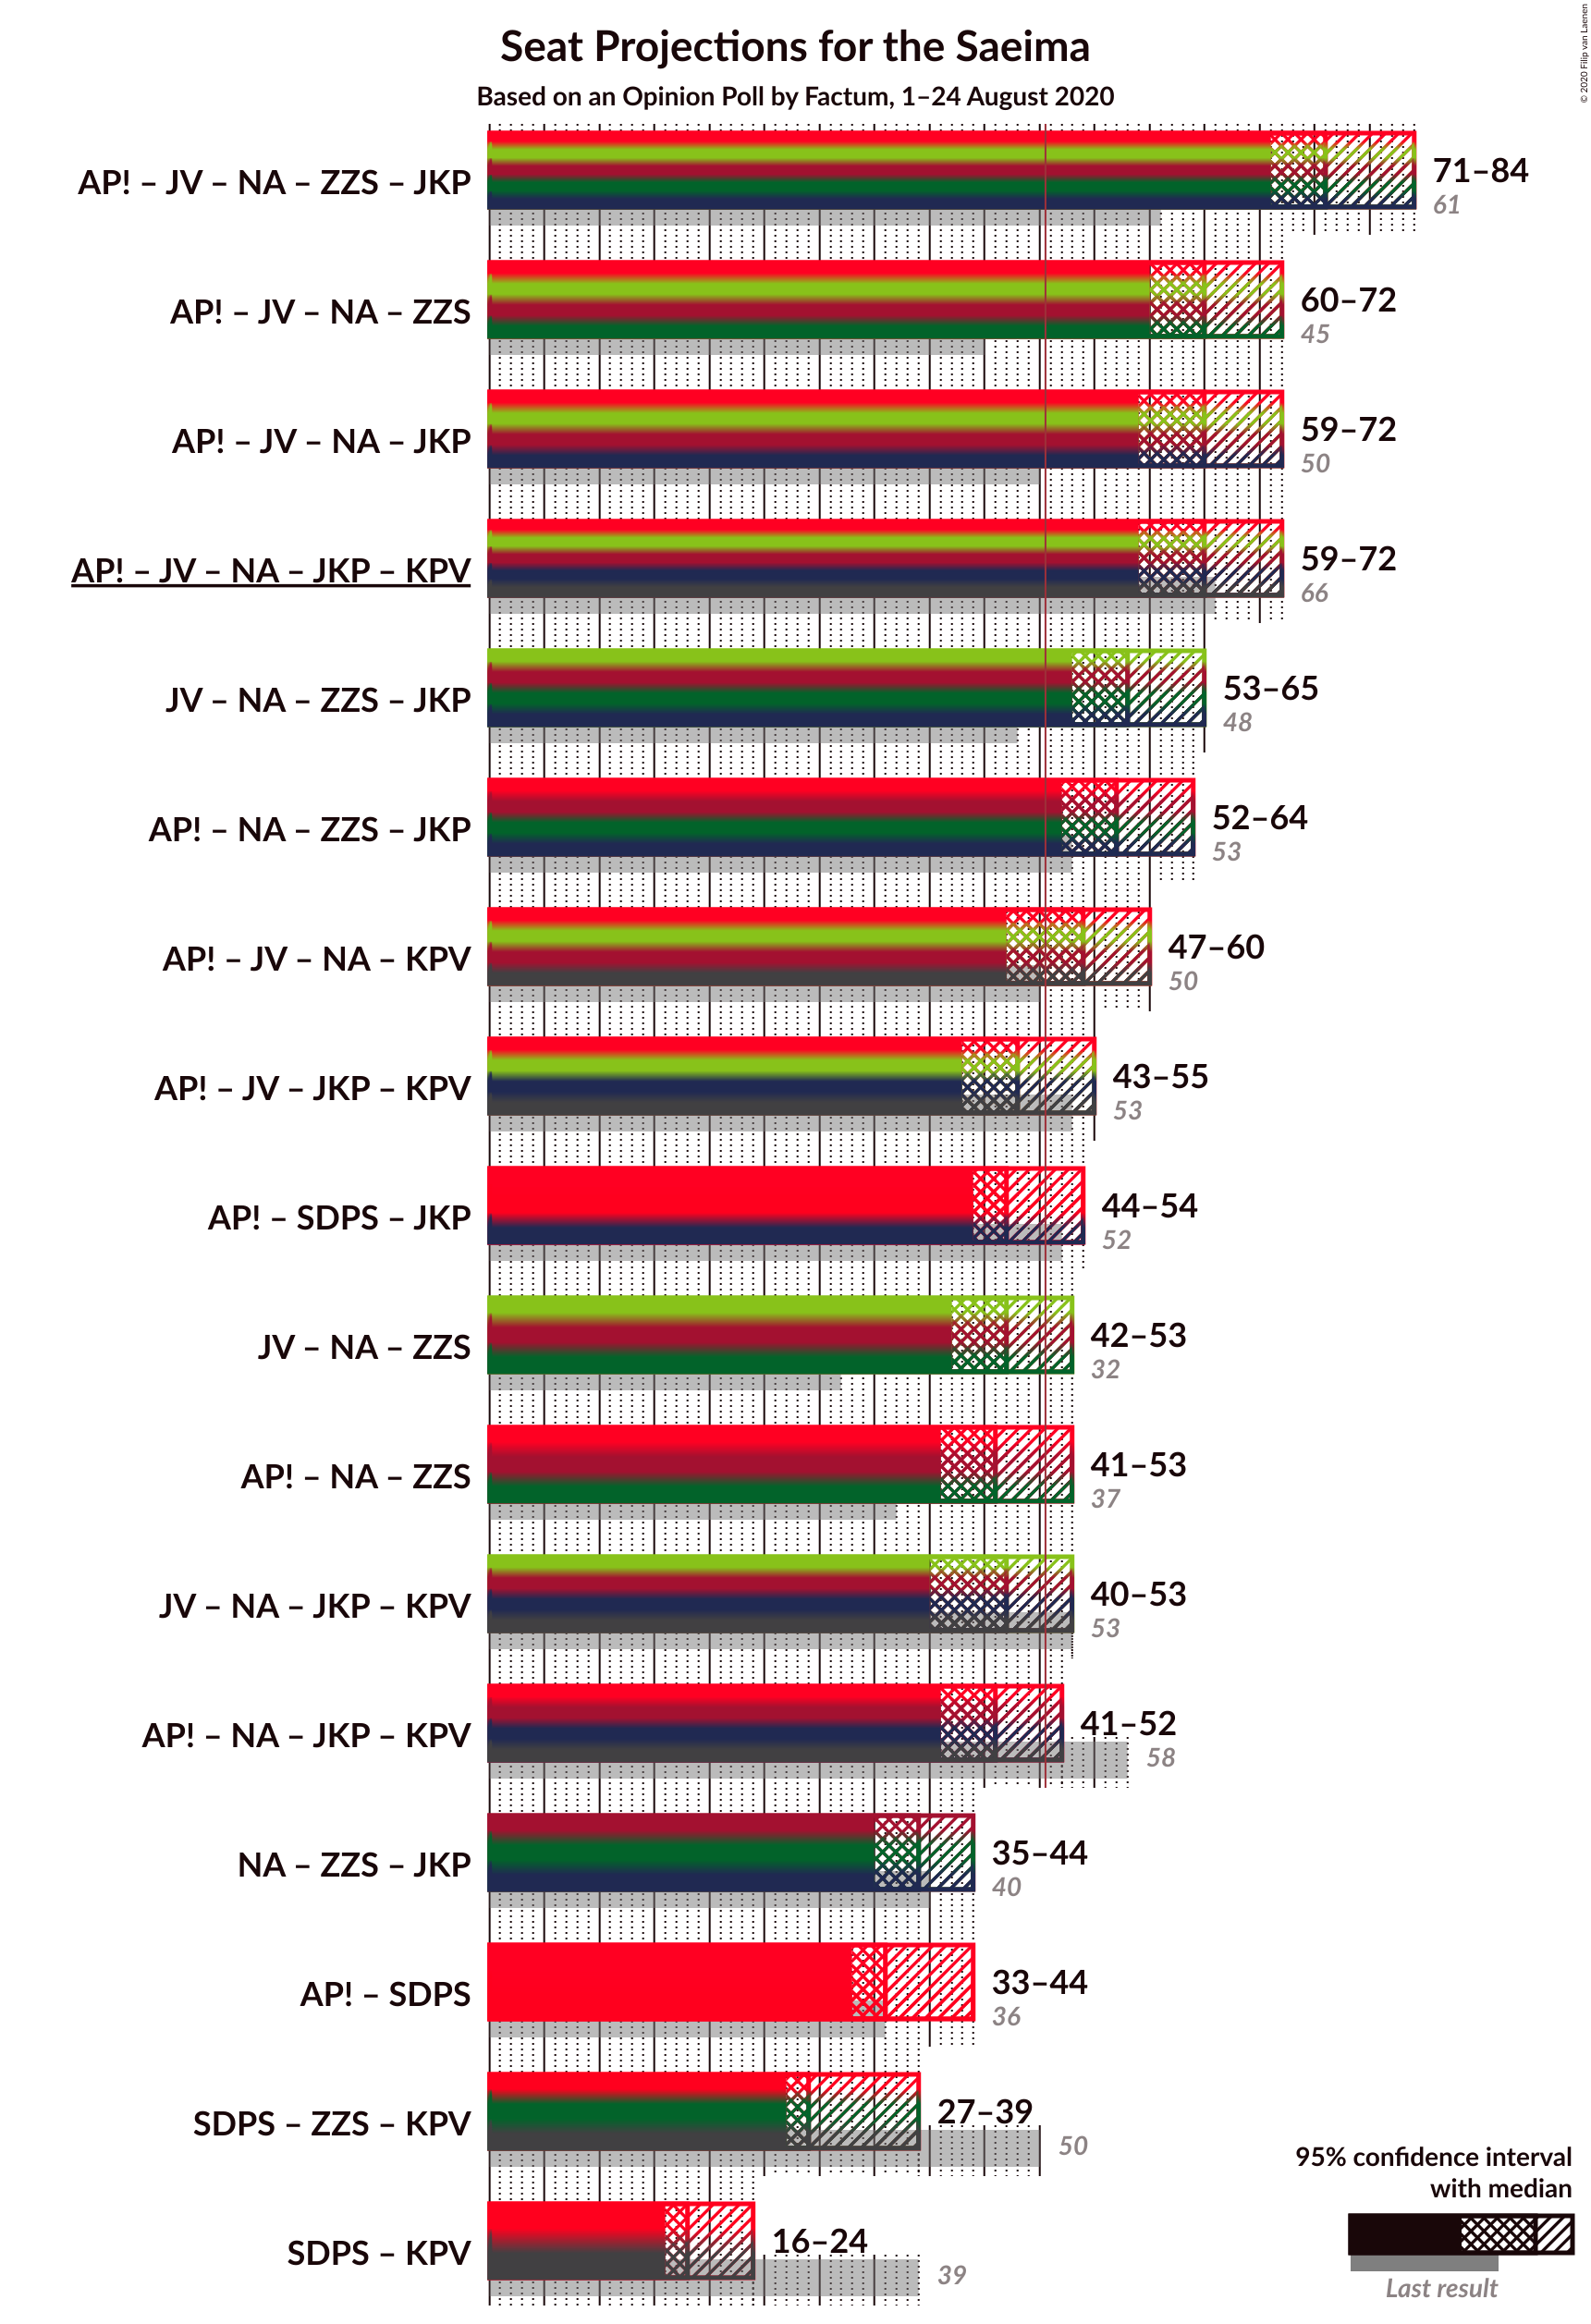 Seat Projections for the Saeima
Based on an Opinion Poll by Factum, 1–24 August 2020
© 2020 Filip van Laenen
AP! – JV – NA – ZZS – JKP
71–84
61
AP! – JV – NA – ZZS
60–72
45
AP! – JV – NA – JKP
59–72
50
AP! – JV – NA – JKP – KPV
59–72
66
JV – NA – ZZS – JKP
53–65
48
AP! – NA – ZZS – JKP
52–64
53
AP! – JV – NA – KPV
47–60
50
AP! – JV – JKP – KPV
43–55
53
AP! – SDPS – JKP
44–54
52
JV – NA – ZZS
42–53
32
AP! – NA – ZZS
41–53
37
JV – NA – JKP – KPV
40–53
53
AP! – NA – JKP – KPV
41–52
58
NA – ZZS – JKP
35–44
40
AP! – SDPS
33–44
36
SDPS – ZZS – KPV
27–39
50
SDPS – KPV
16–24
39
95% confidence interval
with median
Last result